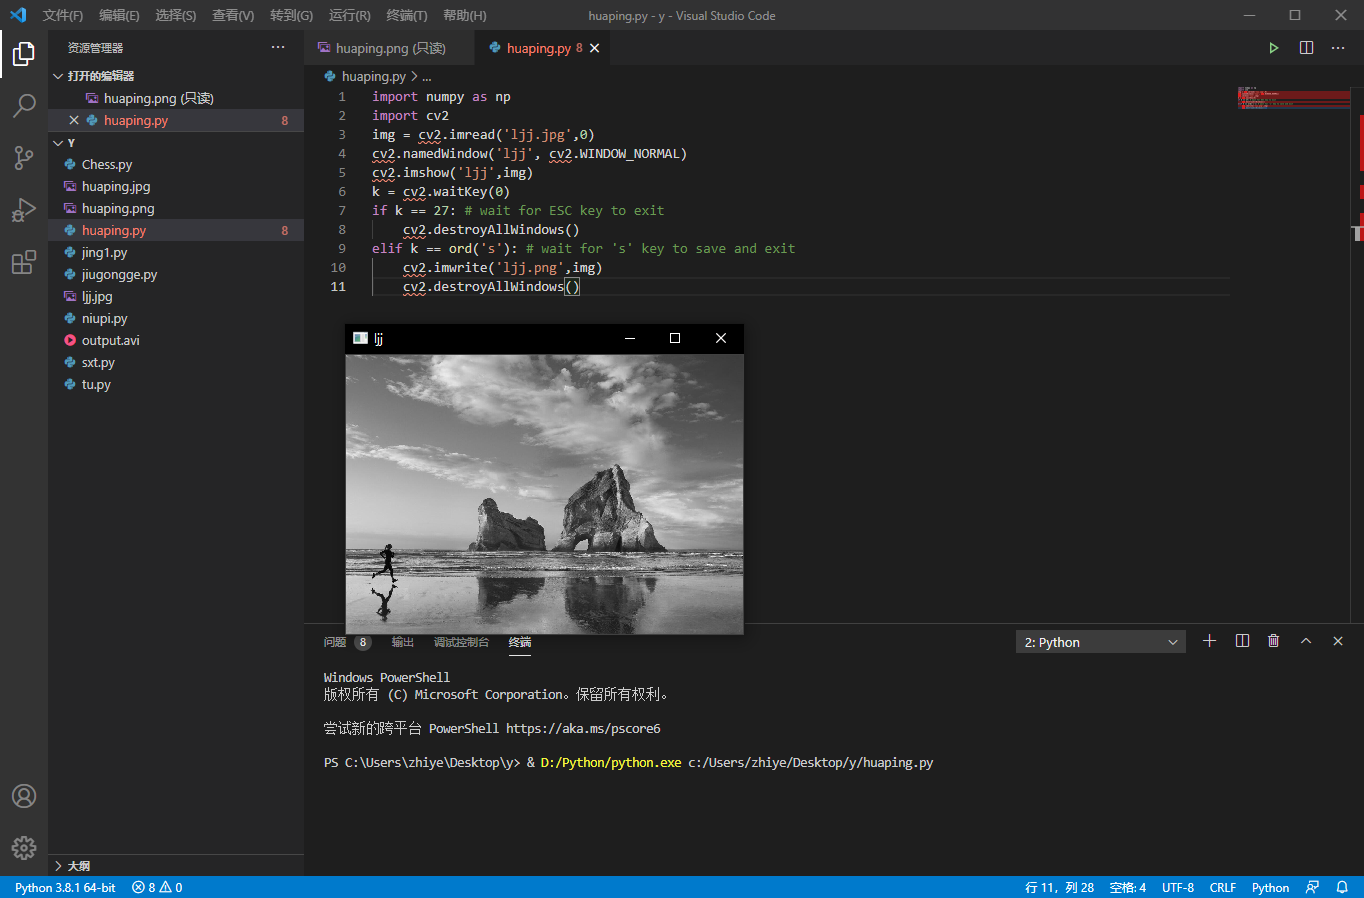 文件(F) 编辑(E) 选择(S) 查看(V) 转到(G) 运行(R) 终端(T) 帮助(H) huaping.py - y - Visual Studio Code
资源管理器
打开的编辑器
huaping.png (只读)
huaping.py 8
Y
Chess.py
huaping.jpg
huaping.png
huaping.py 8
jing1.py
jiugongge.py
ljj.jpg
niupi.py
output.avi
sxt.py
tu.py
大纲
huaping.png (只读) huaping.py 8
huaping.py > ...
1 import numpy as np
2 import cv2
3 img = cv2.imread('ljj.jpg',0)
4 cv2.namedWindow('ljj', cv2.WINDOW_NORMAL)
5 cv2.imshow('ljj',img)
6 k = cv2.waitKey(0)
7 if k == 27: # wait for ESC key to exit
8 cv2.destroyAllWindows()
9 elif k == ord('s'): # wait for 's' key to save and exit
10 cv2.imwrite('ljj.png',img)
11 cv2.destroyAllWindows()
ljj
问题 8 输出 调试控制台 终端 2: Python
Windows PowerShell
版权所有 (C) Microsoft Corporation。保留所有权利。
尝试新的跨平台 PowerShell https://aka.ms/pscore6
PS C:\Users\zhiye\Desktop\y> & D:/Python/python.exe c:/Users/zhiye/Desktop/y/huaping.py
Python 3.8.1 64-bit 8 0 行 11，列 28 空格: 4 UTF-8 CRLF Python